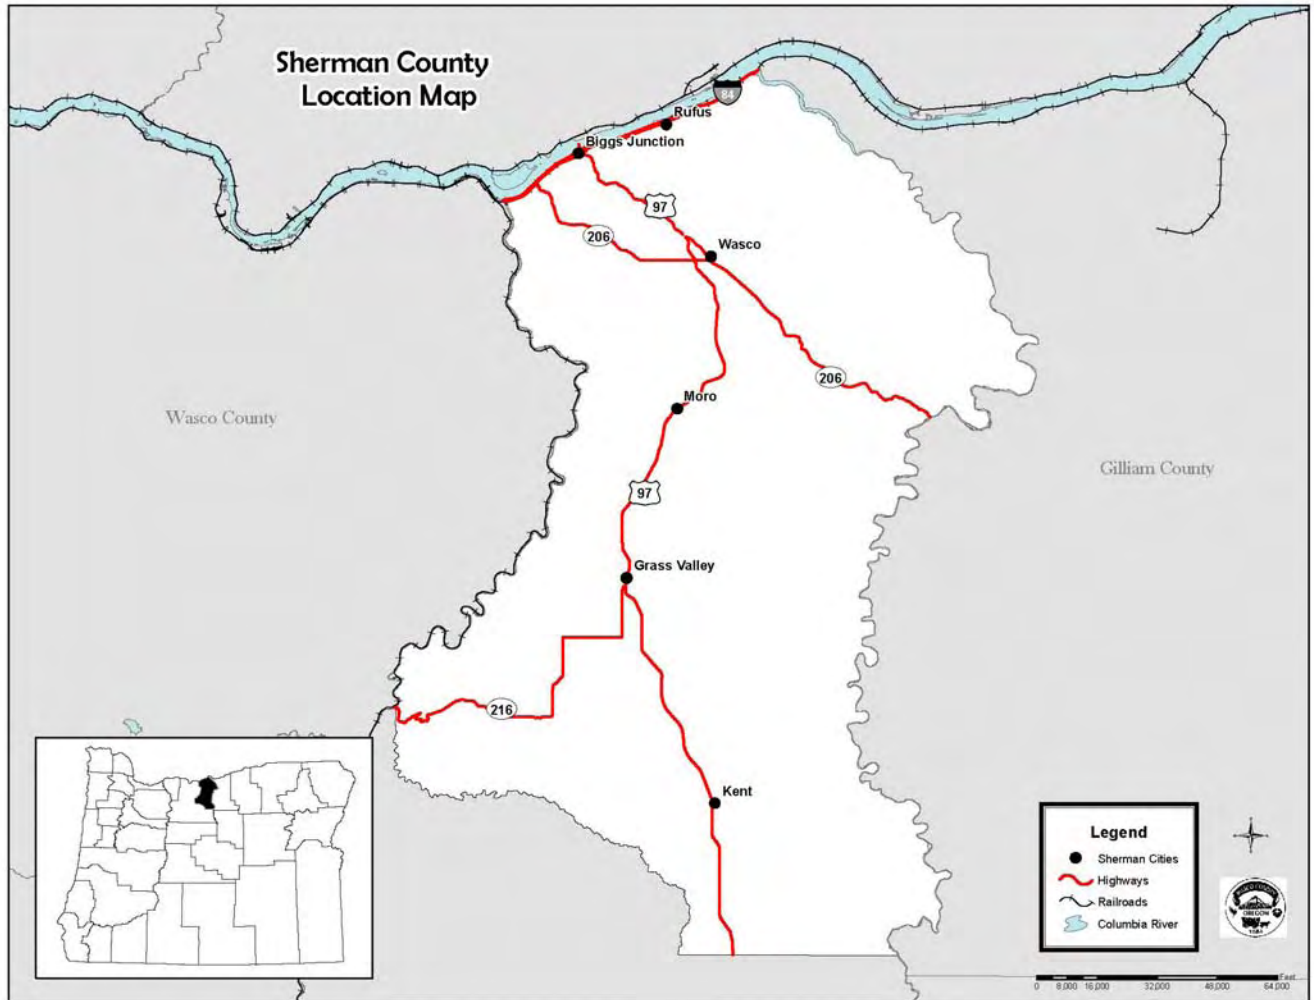 Sherman County
Location Map
84
Rufus
Biggs Junction
97
206
Wasco
206
Moro
Wasco County
Gilliam County
97
Grass Valley
216
Kent
Legend
Sherman Cities
Highways
Railroads
Columbia River
OREGON
Feet
0 8,000 16,000 32,000 48,000 64,000